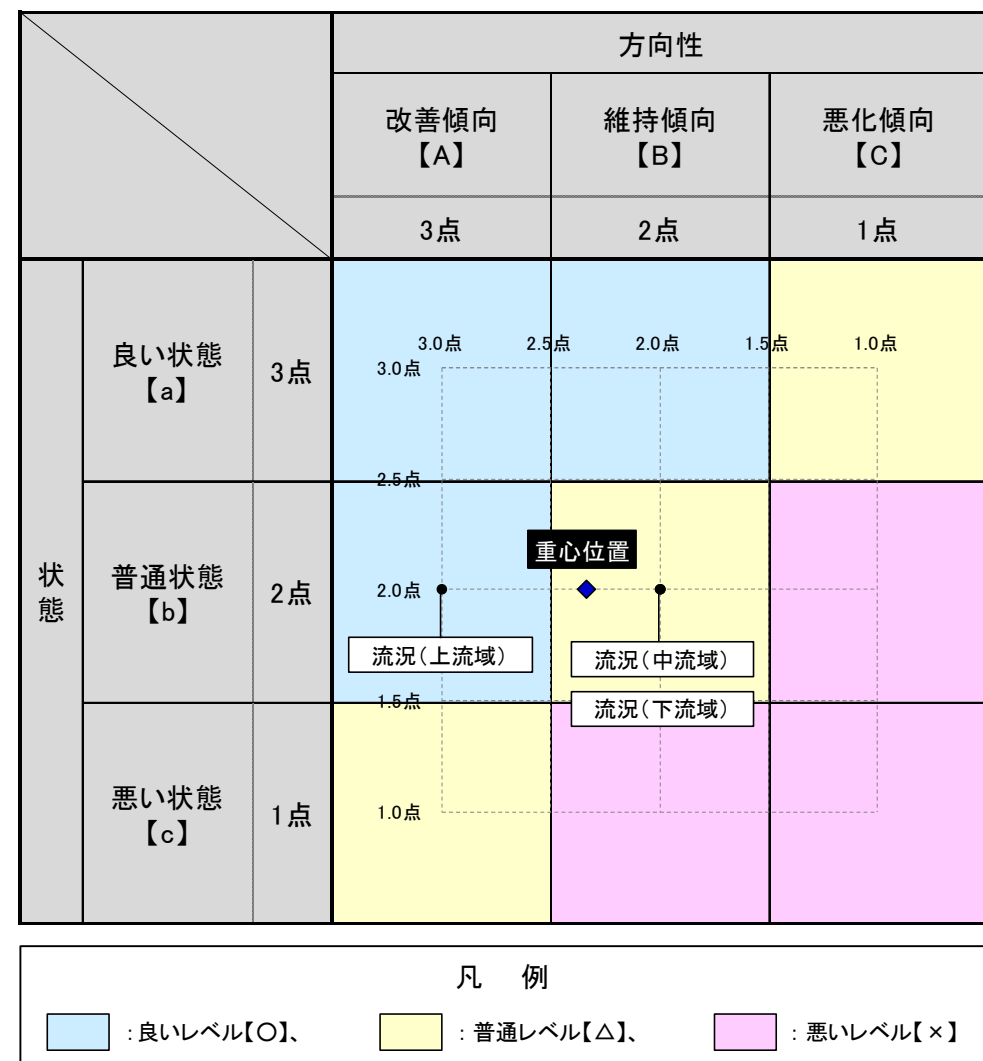 方向性
改善傾向
【A】
維持傾向
【B】
悪化傾向
【C】
3点
2点
1点
状態
良い状態
【a】
3点
普通状態
【b】
2点
悪い状態
【c】
1点
3.0点
2.5点
2.0点
1.5点
1.0点
3.0点
2.5点
2.0点
1.5点
1.0点
重心位置
流況(上流域)
流況(中流域)
流況(下流域)
凡 例
：良いレベル【○】、
：普通レベル【△】、
：悪いレベル【×】